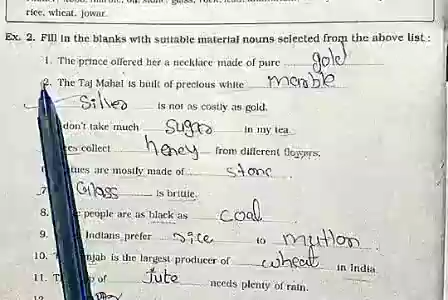 rice, wheat, jowar.
Ex. 2. Fill in the blanks with suitable material nouns selected from the above list :
1. The prince offered her a necklace made of pure gold
2. The Taj Mahal is built of precious white marble
Silver is not as costly as gold.
don't take much sugar in my tea.
es collect honey from different flowers.
tues are mostly made of stone
7 Glass is brittle.
8. people are as black as coal
9. Indians prefer rice to mutton
10. njab is the largest producer of wheat in India.
11. T of Jute needs plenty of rain.